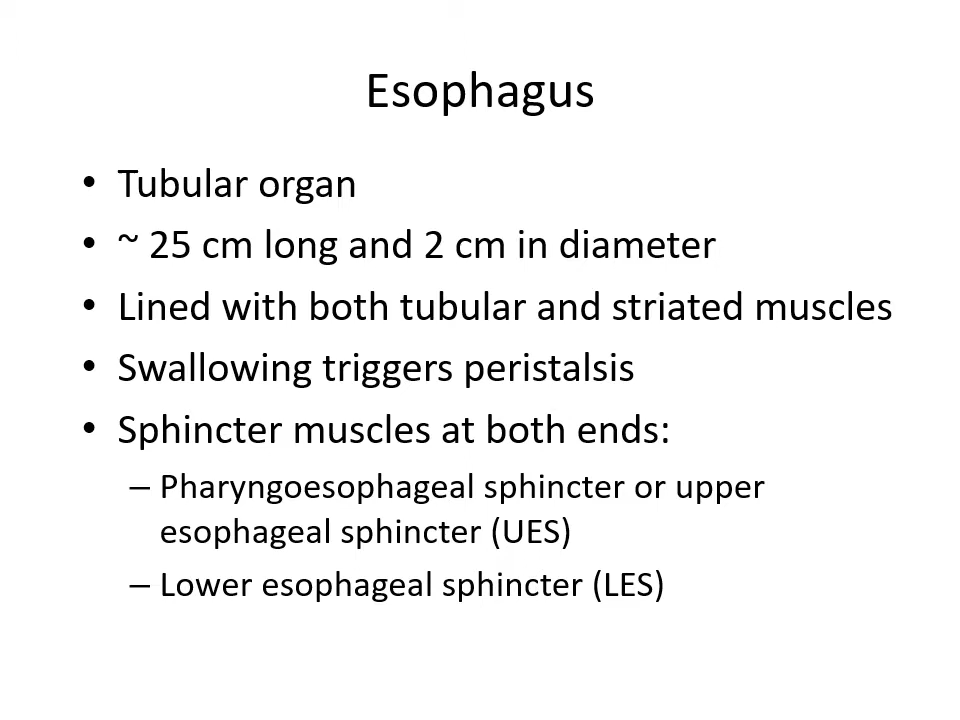 Esophagus
• Tubular organ
• ~ 25 cm long and 2 cm in diameter
• Lined with both tubular and striated muscles
• Swallowing triggers peristalsis
• Sphincter muscles at both ends:
– Pharyngoesophageal sphincter or upper
esophageal sphincter (UES)
– Lower esophageal sphincter (LES)